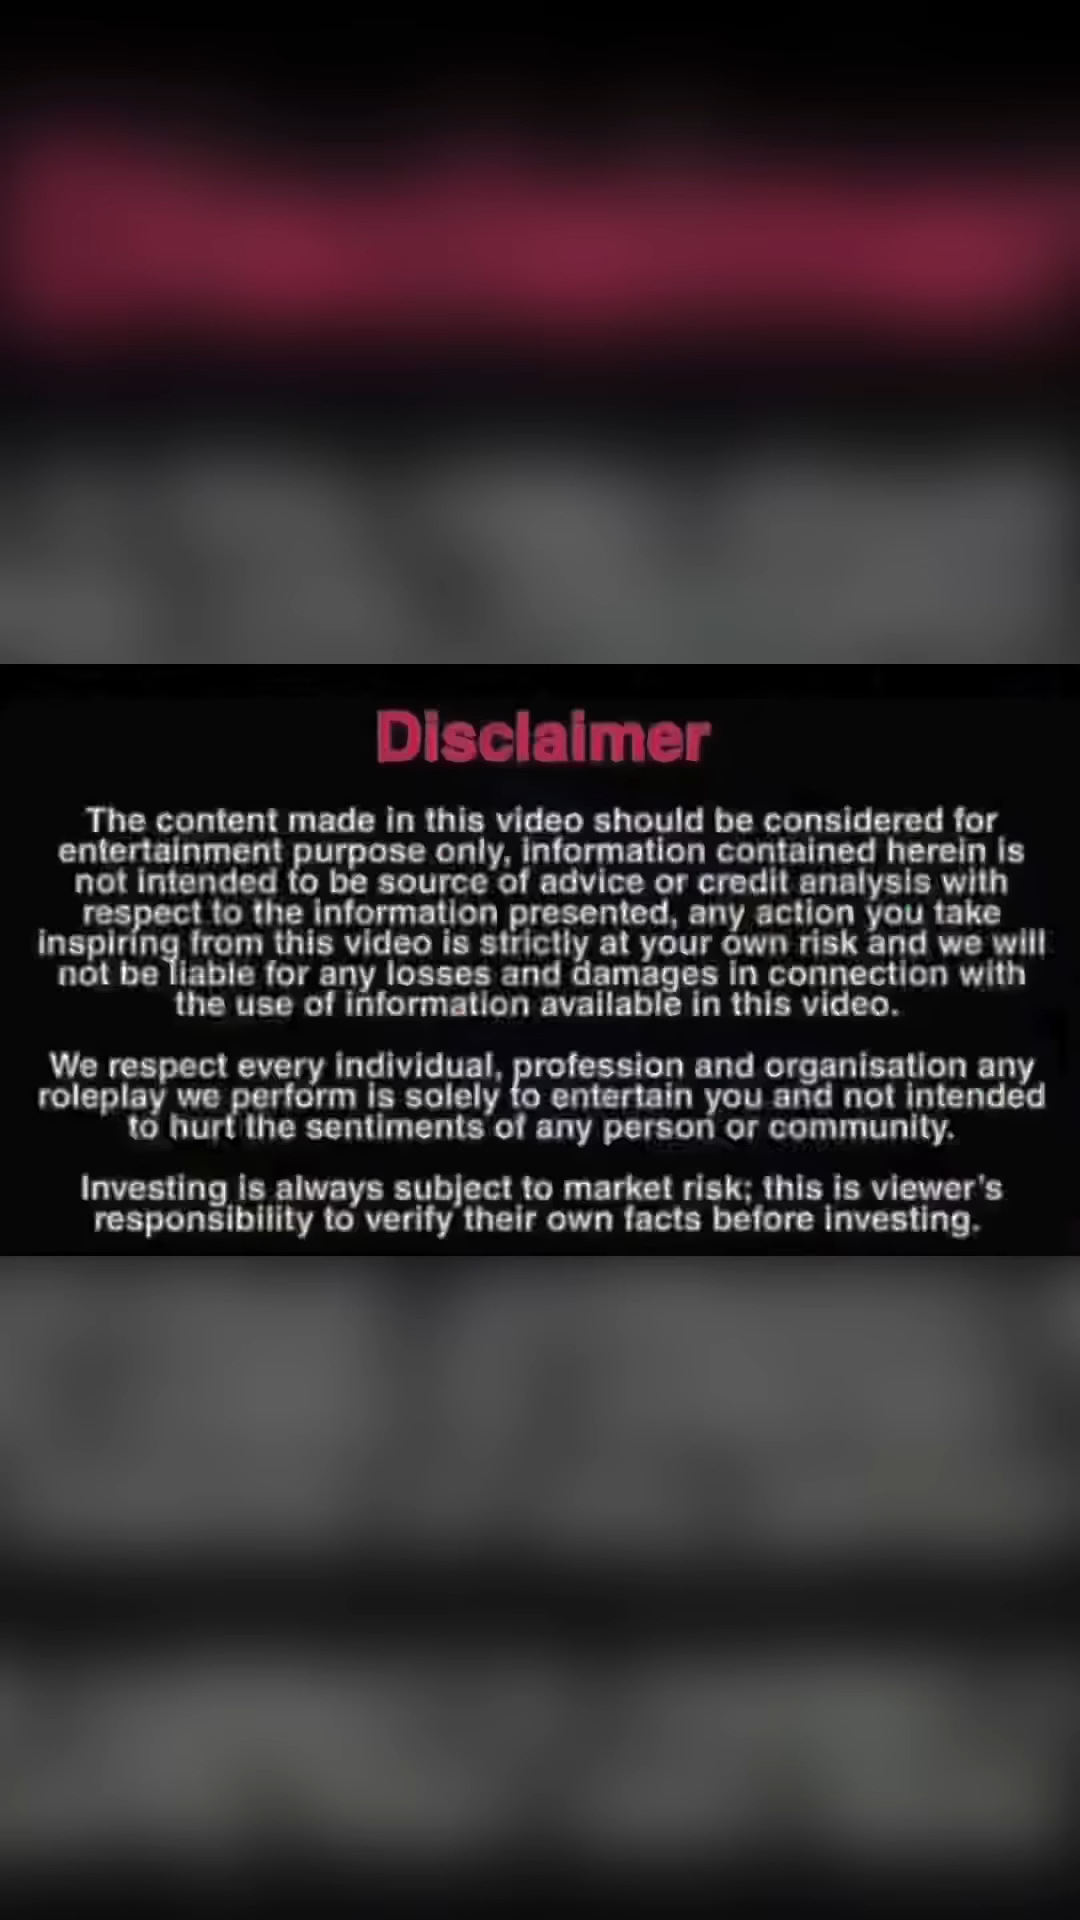 Disclaimer
The content made in this video should be considered for
entertainment purpose only, information contained herein is
not intended to be source of advice or credit analysis with
respect to the information presented, any action you take
inspiring from this video is strictly at your own risk and we will
not be liable for any losses and damages in connection with
the use of information available in this video.
We respect every individual, profession and organisation any
roleplay we perform is solely to entertain you and not intended
to hurt the sentiments of any person or community.
Investing is always subject to market risk; this is viewer's
responsibility to verify their own facts before investing.